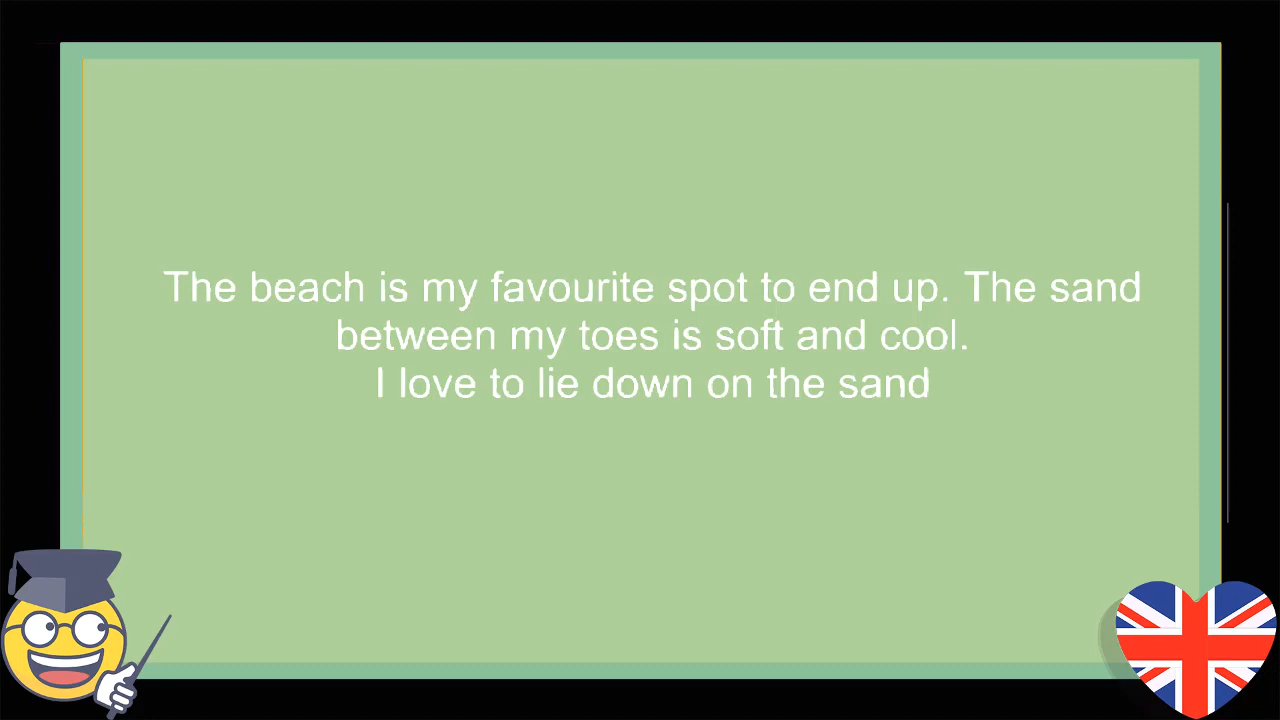 The beach is my favourite spot to end up. The sand
between my toes is soft and cool.
I love to lie down on the sand